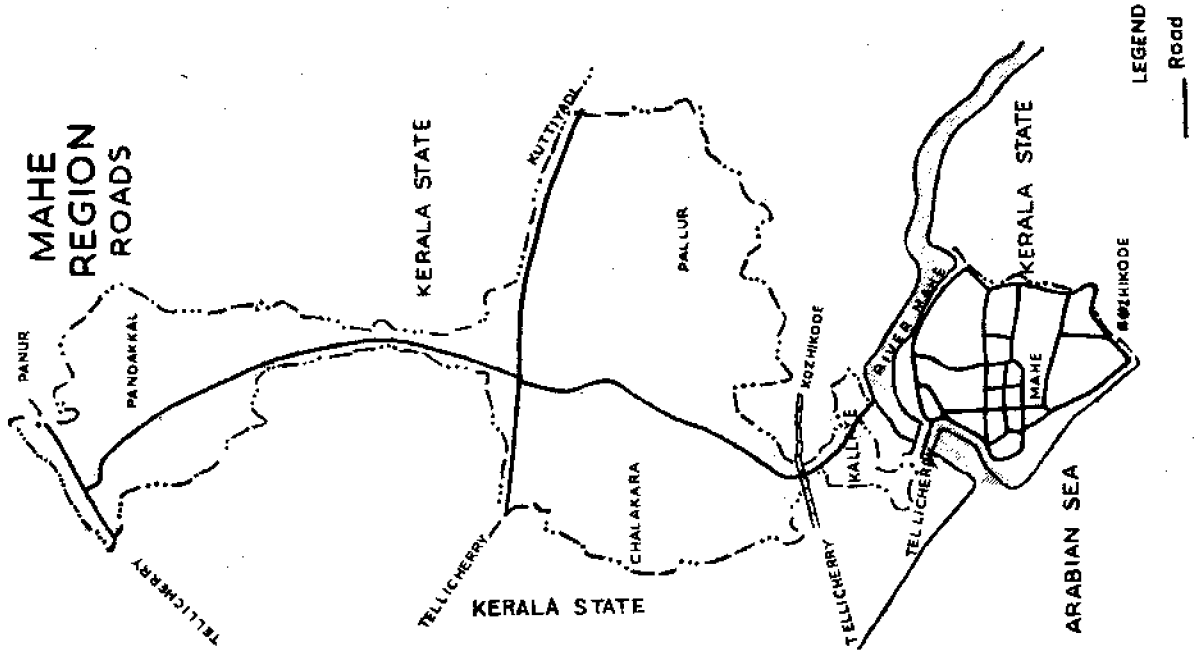 MAHE
REGION
ROADS
PANUR
PANDAKKAL
TELLICHERRY
KERALA STATE
KUTTIYADI
TELLICHERRY
KERALA STATE
CHALAKARA
PALLUR
KOZHIKODE
TELLICHERRY
TELLICHERRY
RIVER MAHE
MAHE
KERALA STATE
KOZHIKODE
ARABIAN SEA
LEGEND
Road